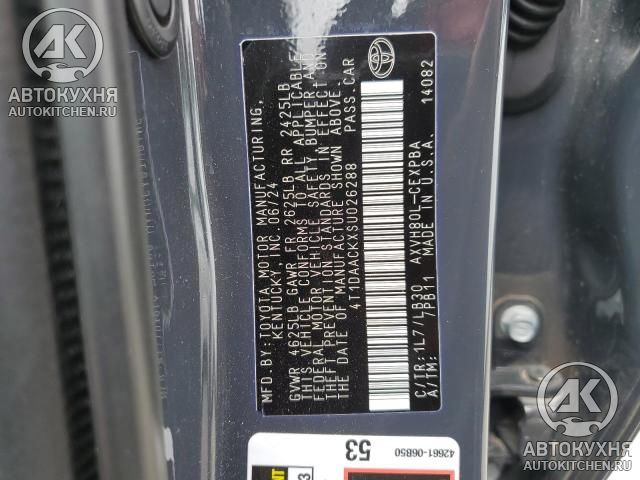 MFD. BY: TOYOTA MOTOR MANUFACTURING,
KENTUCKY, INC. 06/24
GVWR 4625LB GAWR FR 2625LB RR 2425LB
THIS VEHICLE CONFORMS TO ALL APPLICABLE
FEDERAL MOTOR VEHICLE SAFETY, BUMPER, AND
THEFT PREVENTION STANDARDS IN EFFECT ON
THE DATE OF MANUFACTURE SHOWN ABOVE.
4T1DAACKXSU026288 PASS. CAR
C/TR: 1L7 / LB30 AXVH80L-CEXPBA
A/TM: 7PB11 MADE IN U.S.A. 14082
53
42661-06B50
АК
АВТОКУХНЯ
AUTOKITCHEN.RU
АК
АВТОКУХНЯ
AUTOKITCHEN.RU